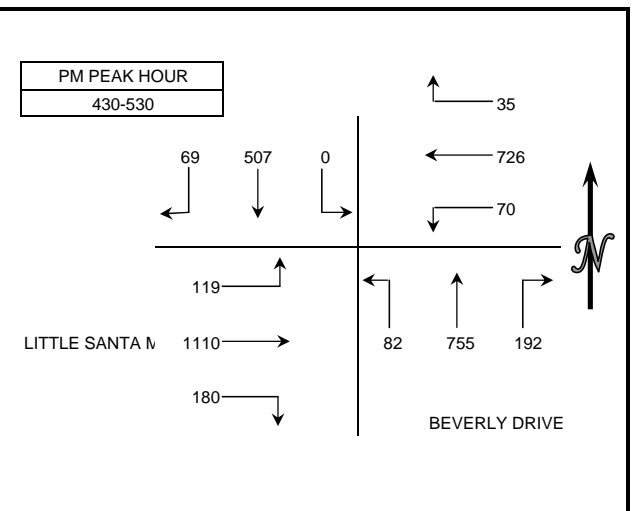 PM PEAK HOUR
430-530
35
69 507 0
726
70
119
LITTLE SANTA M 1110
82 755 192
180
BEVERLY DRIVE
N